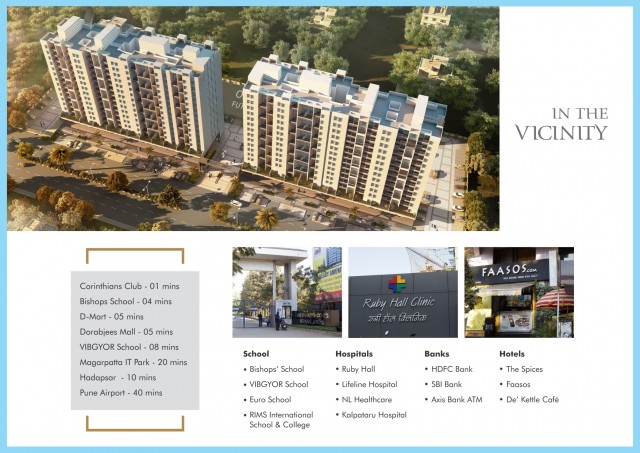 IN THE
VICINITY
Corinthians Club - 01 mins
Bishops School - 04 mins
D-Mart - 05 mins
Dorabjees Mall - 05 mins
VIBGYOR School - 08 mins
Magarpatta IT Park - 20 mins
Hadapsar - 10 mins
Pune Airport - 40 mins
Ruby Hall Clinic
रुबी हॉल क्लिनिक
FAASOS.com
School
• Bishops' School
• VIBGYOR School
• Euro School
• RIMS International
School & College
Hospitals
• Ruby Hall
• Lifeline Hospital
• NL Healthcare
• Kalpataru Hospital
Banks
• HDFC Bank
• SBI Bank
• Axis Bank ATM
Hotels
• The Spices
• Faasos
• De' Kettle Café